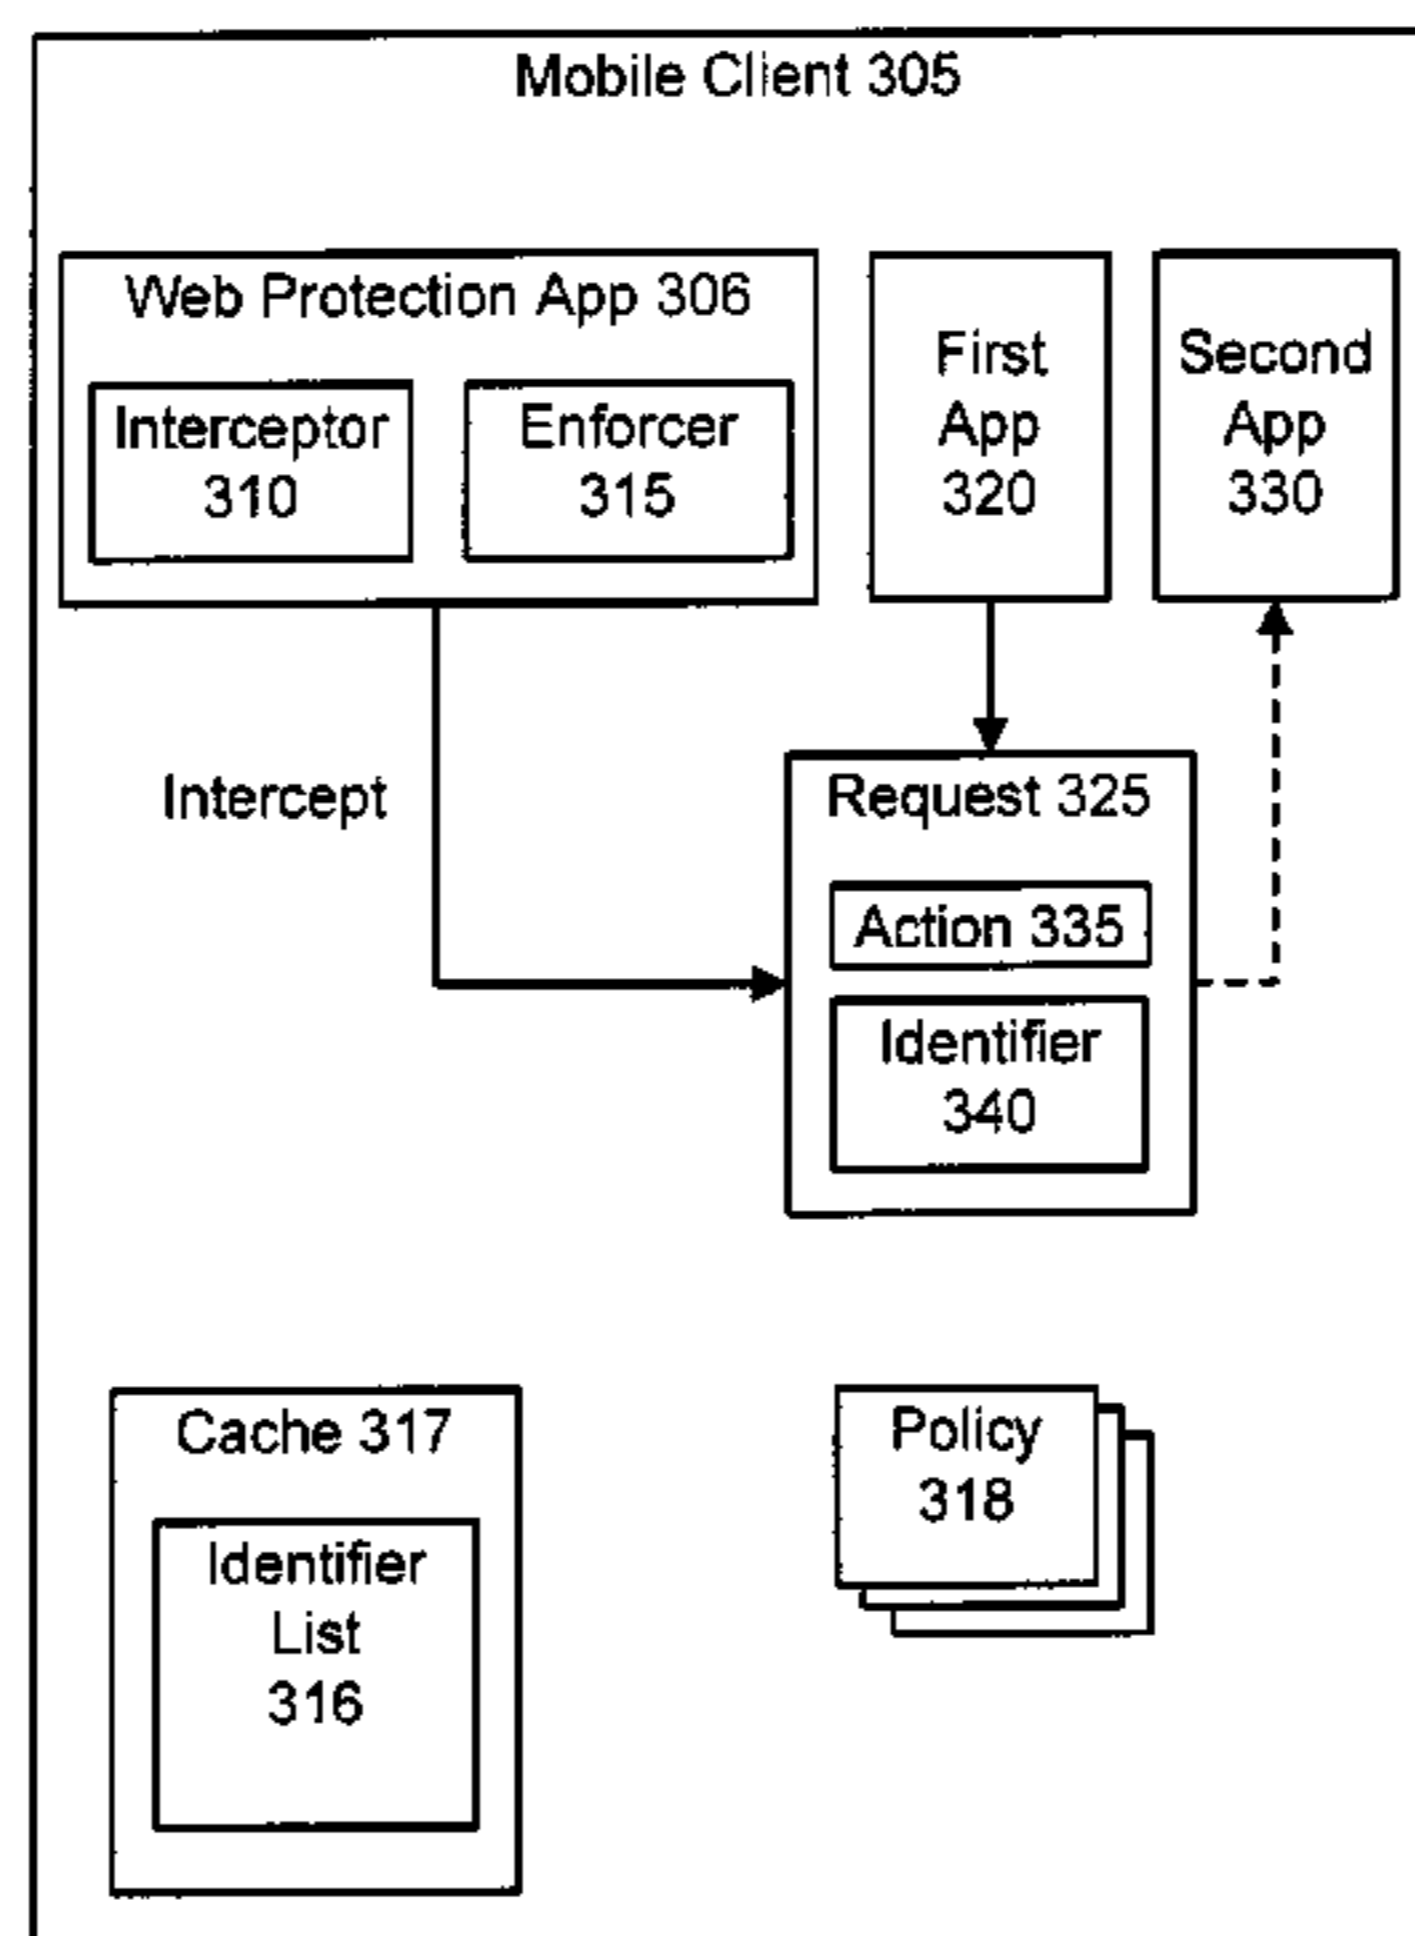 Mobile Client 305
Web Protection App 306
Interceptor
310
Enforcer
315
First
App
320
Second
App
330
Intercept
Request 325
Action 335
Identifier
340
Cache 317
Identifier
List
316
Policy
318